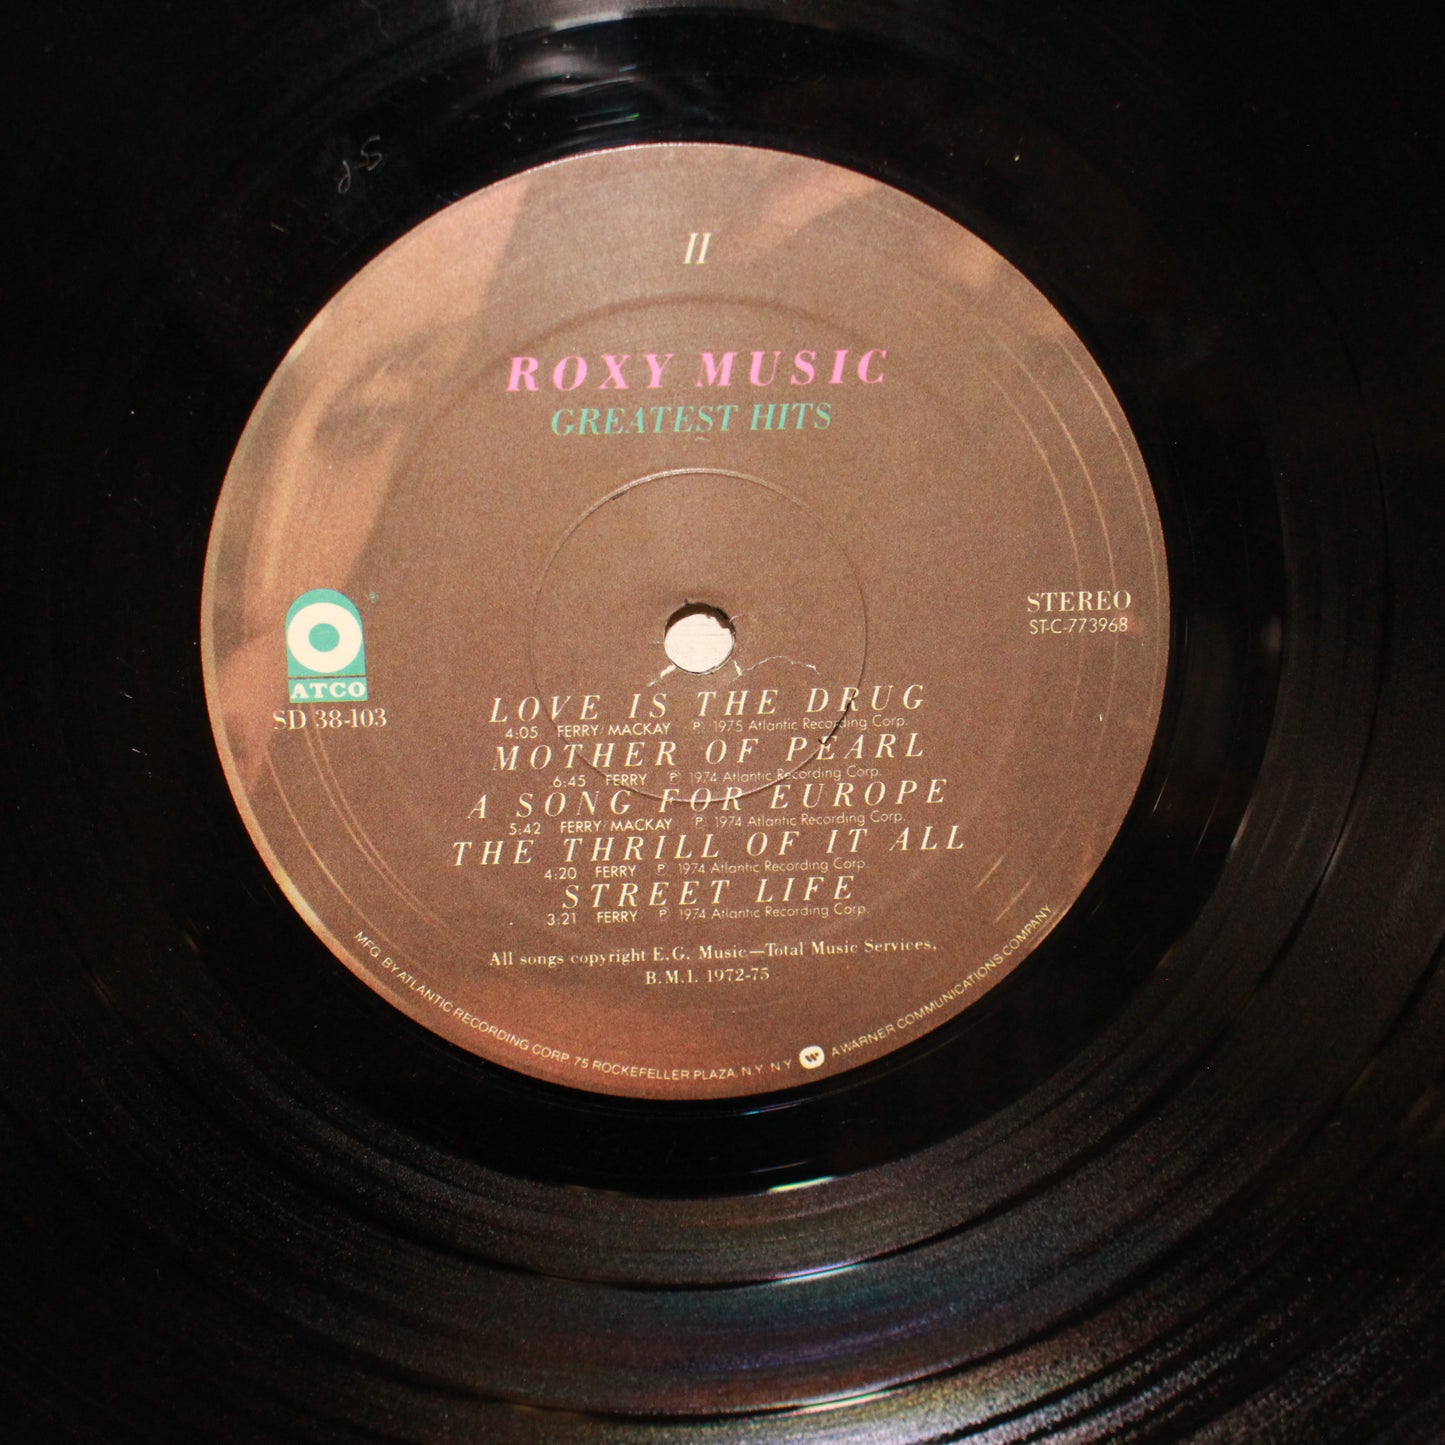 II
ROXY MUSIC
GREATEST HITS
STEREO
ST-C-773968
ATCO
SD 38-103
LOVE IS THE DRUG
4:05 FERRY/MACKAY ℗ 1975 Atlantic Recording Corp.
MOTHER OF PEARL
6:45 FERRY ℗ 1974 Atlantic Recording Corp.
A SONG FOR EUROPE
5:42 FERRY/MACKAY ℗ 1974 Atlantic Recording Corp.
THE THRILL OF IT ALL
4:20 FERRY ℗ 1974 Atlantic Recording Corp.
STREET LIFE
3:21 FERRY ℗ 1974 Atlantic Recording Corp.
All songs copyright E.G. Music—Total Music Services,
B.M.I. 1972-75
MFG. BY ATLANTIC RECORDING CORP. 75 ROCKEFELLER PLAZA, N.Y. N.Y. A WARNER COMMUNICATIONS COMPANY